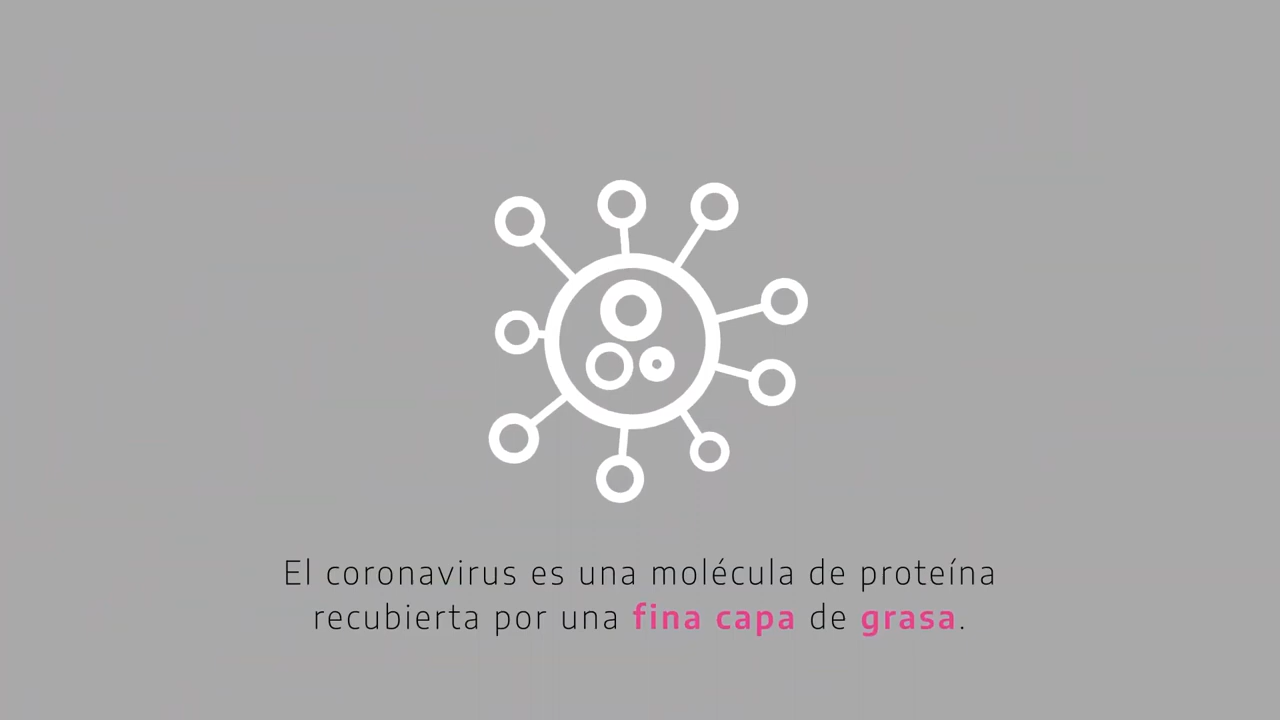 El coronavirus es una molécula de proteína
recubierta por una fina capa de grasa.